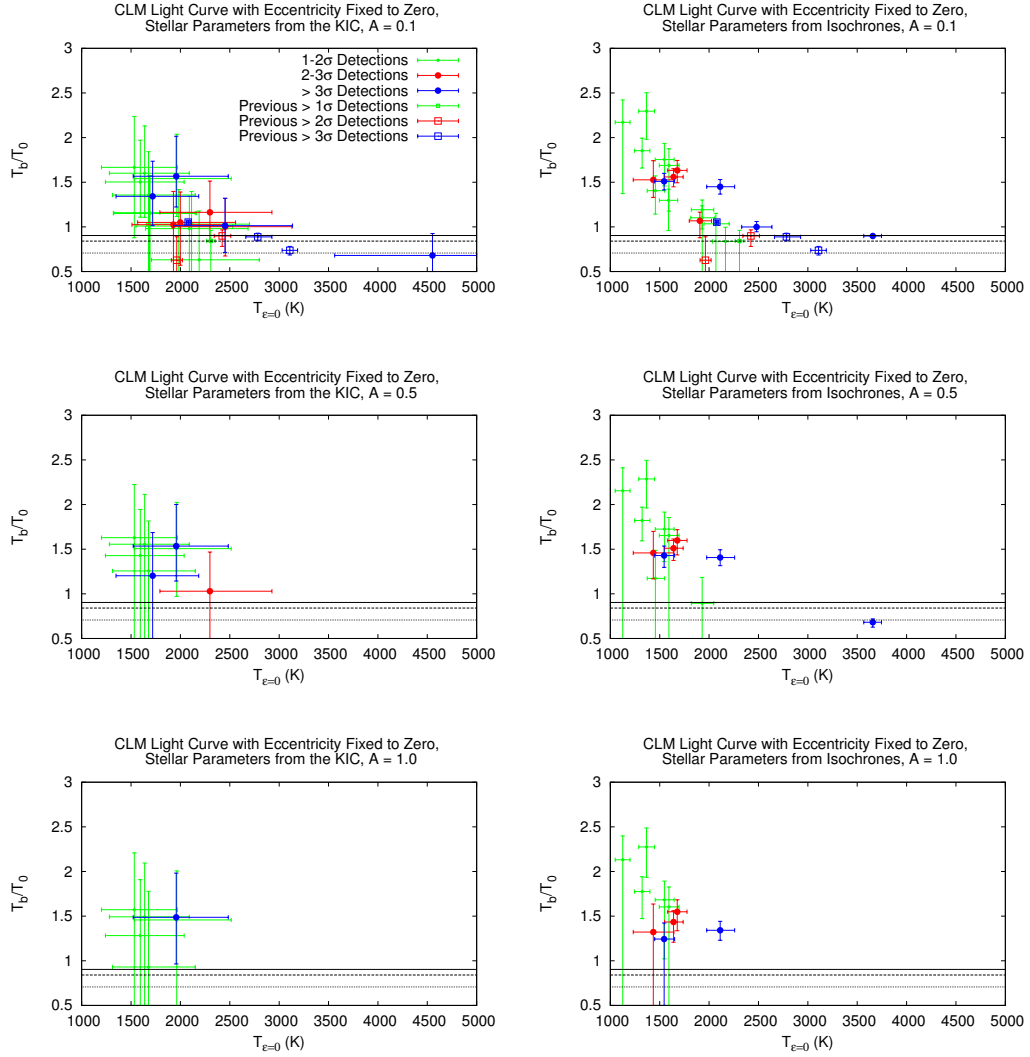 CLM Light Curve with Eccentricity Fixed to Zero,
Stellar Parameters from the KIC, A = 0.1
3
2.5
2
1.5
1
0.5
T_b/T_0
1-2σ Detections
2-3σ Detections
> 3σ Detections
Previous > 1σ Detections
Previous > 2σ Detections
Previous > 3σ Detections
1000 1500 2000 2500 3000 3500 4000 4500 5000
T_ε=0 (K)
CLM Light Curve with Eccentricity Fixed to Zero,
Stellar Parameters from Isochrones, A = 0.1
3
2.5
2
1.5
1
0.5
T_b/T_0
1000 1500 2000 2500 3000 3500 4000 4500 5000
T_ε=0 (K)
CLM Light Curve with Eccentricity Fixed to Zero,
Stellar Parameters from the KIC, A = 0.5
3
2.5
2
1.5
1
0.5
T_b/T_0
1000 1500 2000 2500 3000 3500 4000 4500 5000
T_ε=0 (K)
CLM Light Curve with Eccentricity Fixed to Zero,
Stellar Parameters from Isochrones, A = 0.5
3
2.5
2
1.5
1
0.5
T_b/T_0
1000 1500 2000 2500 3000 3500 4000 4500 5000
T_ε=0 (K)
CLM Light Curve with Eccentricity Fixed to Zero,
Stellar Parameters from the KIC, A = 1.0
3
2.5
2
1.5
1
0.5
T_b/T_0
1000 1500 2000 2500 3000 3500 4000 4500 5000
T_ε=0 (K)
CLM Light Curve with Eccentricity Fixed to Zero,
Stellar Parameters from Isochrones, A = 1.0
3
2.5
2
1.5
1
0.5
T_b/T_0
1000 1500 2000 2500 3000 3500 4000 4500 5000
T_ε=0 (K)